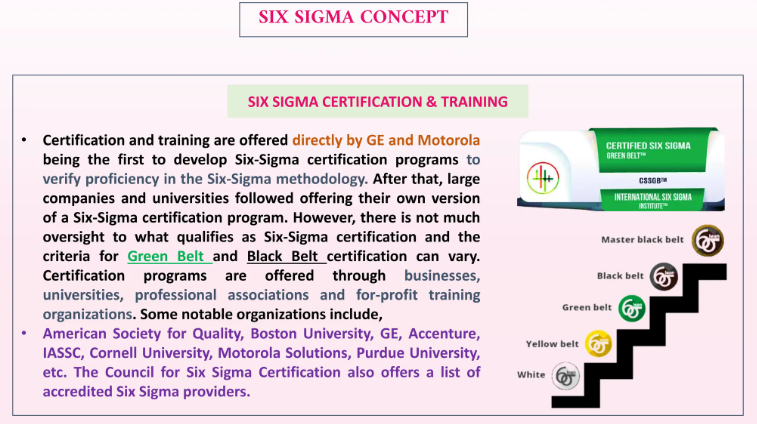 SIX SIGMA CONCEPT
SIX SIGMA CERTIFICATION & TRAINING
• Certification and training are offered directly by GE and Motorola
being the first to develop Six-Sigma certification programs to
verify proficiency in the Six-Sigma methodology. After that, large
companies and universities followed offering their own version
of a Six-Sigma certification program. However, there is not much
oversight to what qualifies as Six-Sigma certification and the
criteria for Green Belt and Black Belt certification can vary.
Certification programs are offered through businesses,
universities, professional associations and for-profit training
organizations. Some notable organizations include,
• American Society for Quality, Boston University, GE, Accenture,
IASSC, Cornell University, Motorola Solutions, Purdue University,
etc. The Council for Six Sigma Certification also offers a list of
accredited Six Sigma providers.
CERTIFIED SIX SIGMA
GREEN BELT™
CSSGB™
INTERNATIONAL SIX SIGMA
INSTITUTE™
Master black belt
Black belt
Green belt
Yellow belt
White